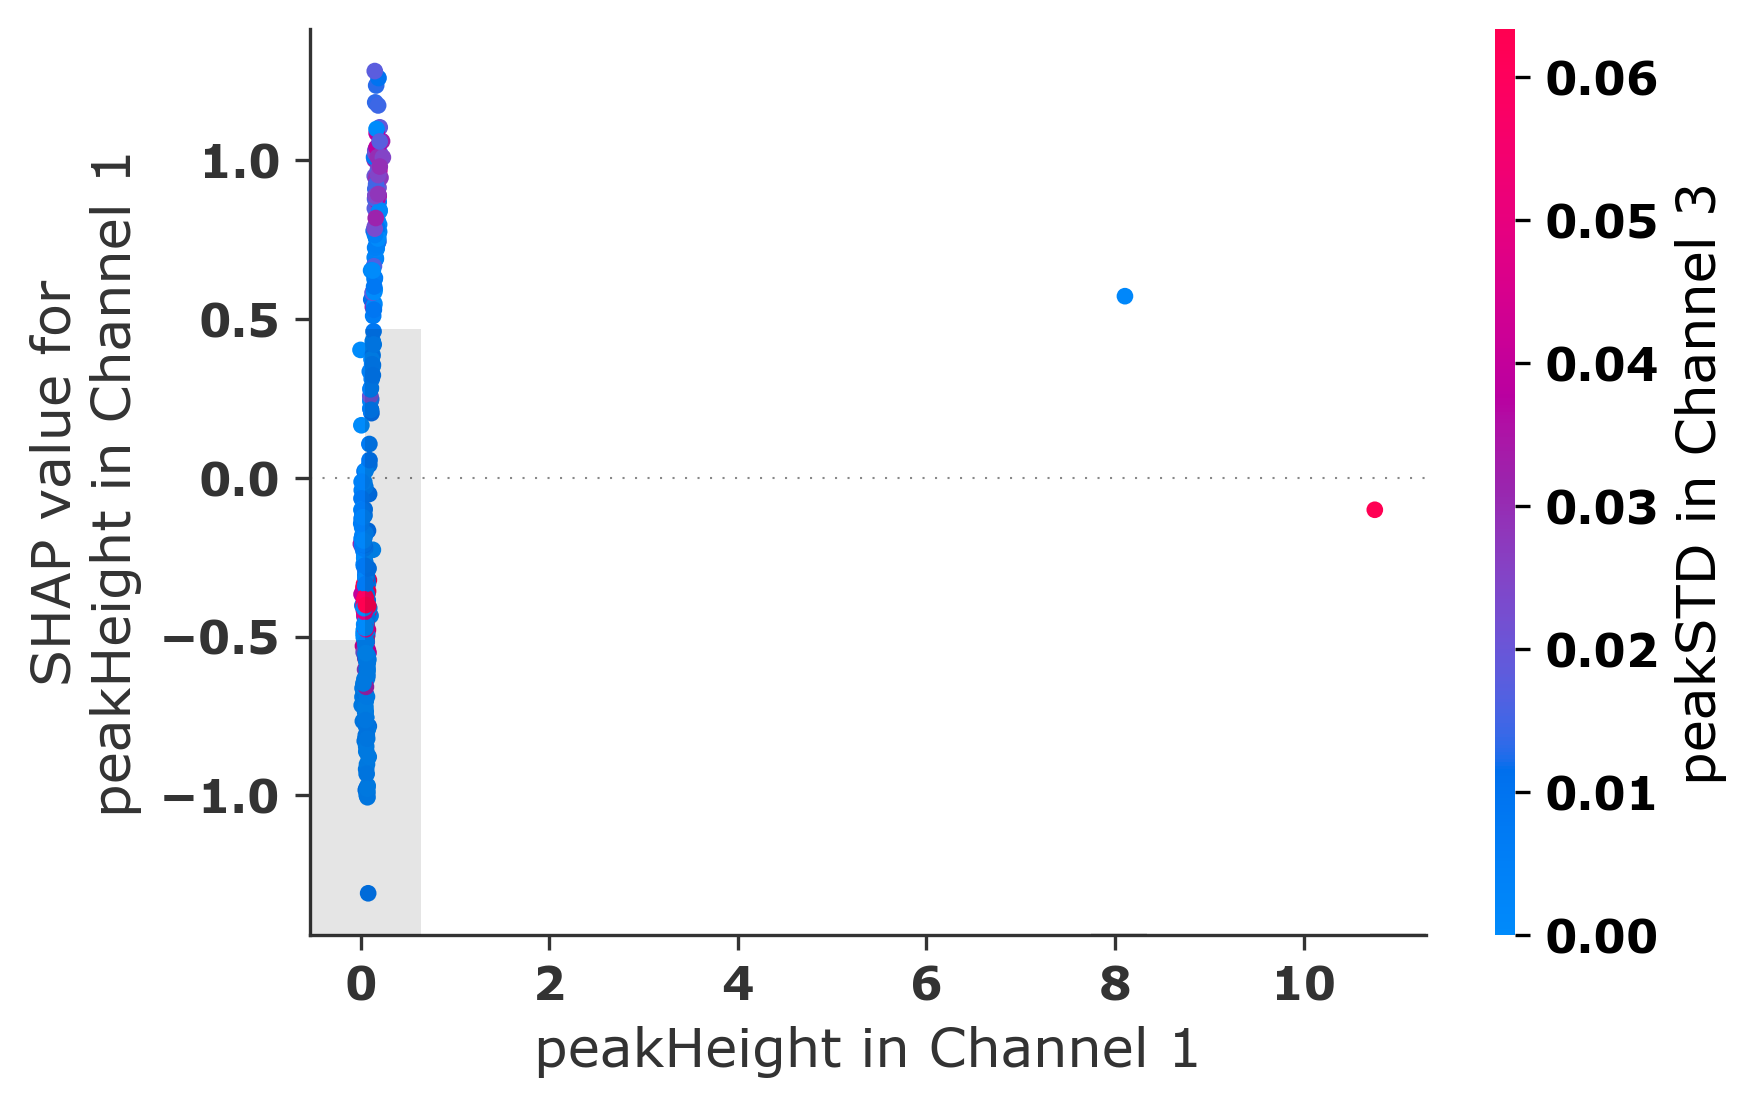 SHAP value for
peakHeight in Channel 1
1.0
0.5
0.0
−0.5
−1.0
0 2 4 6 8 10
peakHeight in Channel 1
0.06
0.05
0.04
0.03
0.02
0.01
0.00
peakSTD in Channel 3